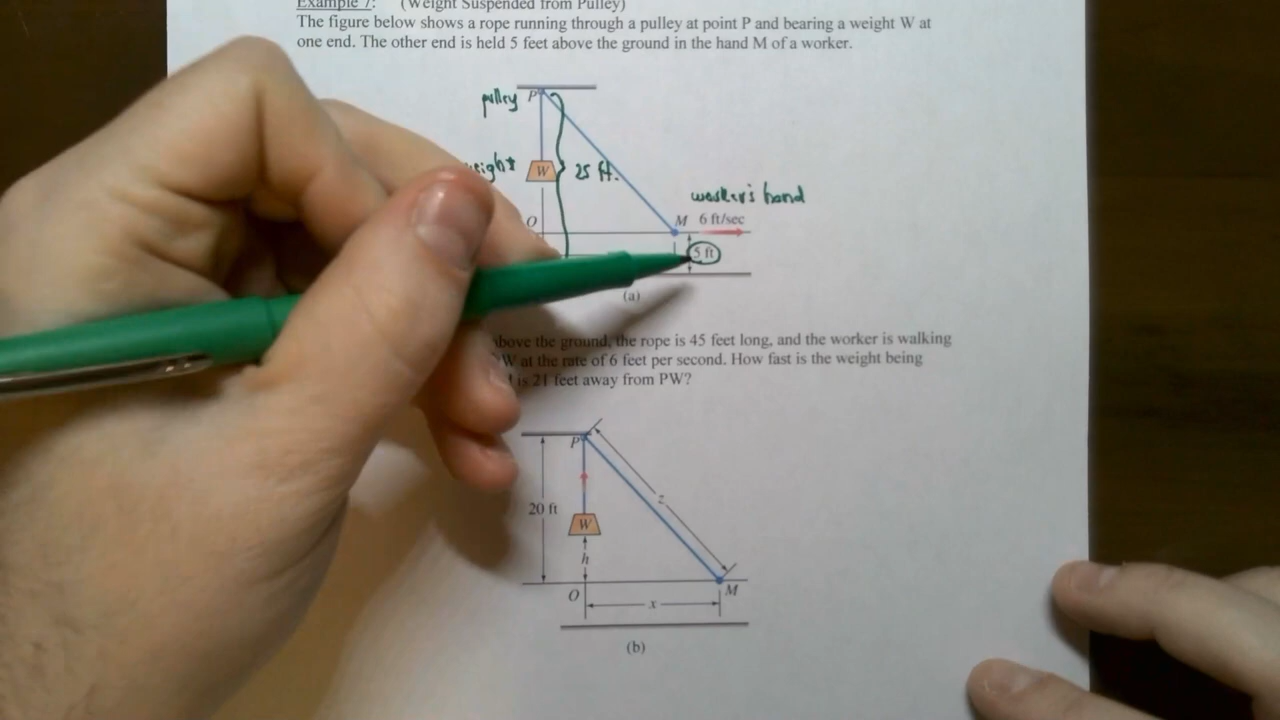 Example 7: (Weight Suspended from Pulley)
The figure below shows a rope running through a pulley at point P and bearing a weight W at
one end. The other end is held 5 feet above the ground in the hand M of a worker.
pulley P
W 25 ft.
worker's hand
O M 6 ft/sec
5 ft
(a)
above the ground, the rope is 45 feet long, and the worker is walking
W at the rate of 6 feet per second. How fast is the weight being
is 21 feet away from PW?
P
z
20 ft W
h
O M
x
(b)